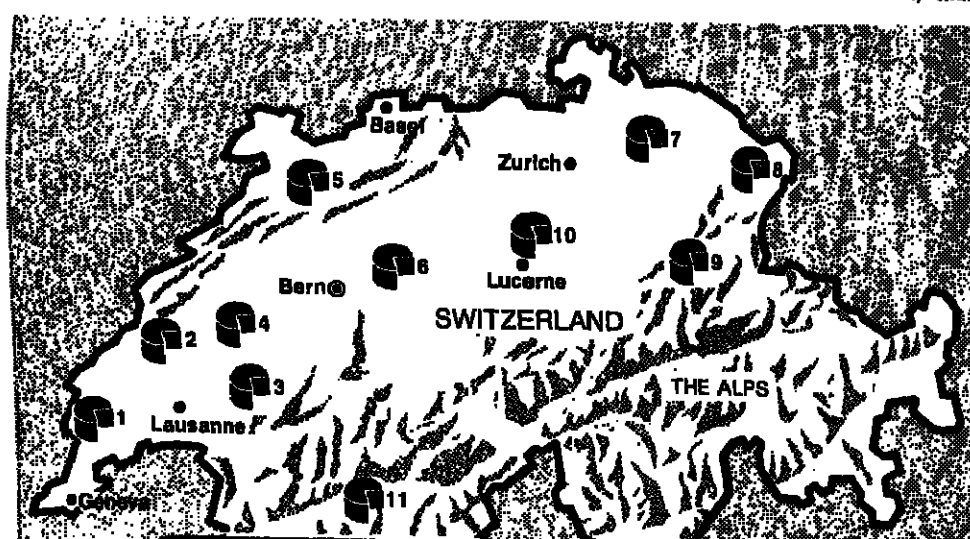 Basel
Zurich
7
8
5
10
9
6
Lucerne
Bern
SWITZERLAND
4
2
3
THE ALPS
1
Lausanne
11
Geneva